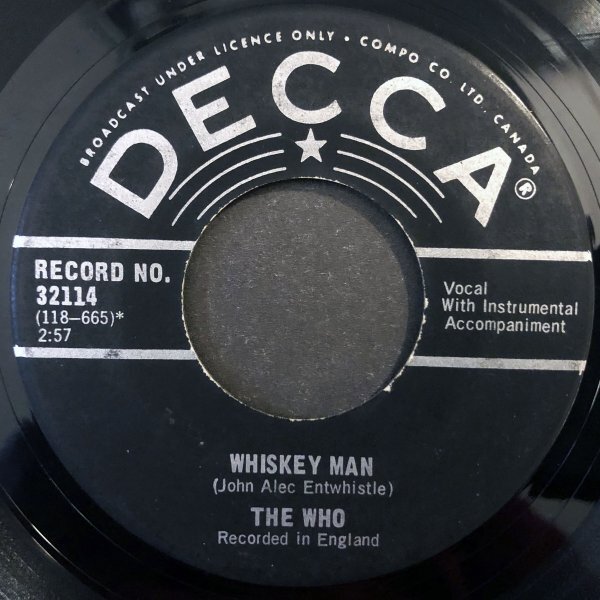 BROADCAST UNDER LICENCE ONLY • COMPO CO. LTD., CANADA
DECCA®
RECORD NO.
32114
(118–665)*
2:57
Vocal
With Instrumental
Accompaniment
WHISKEY MAN
(John Alec Entwhistle)
THE WHO
Recorded in England